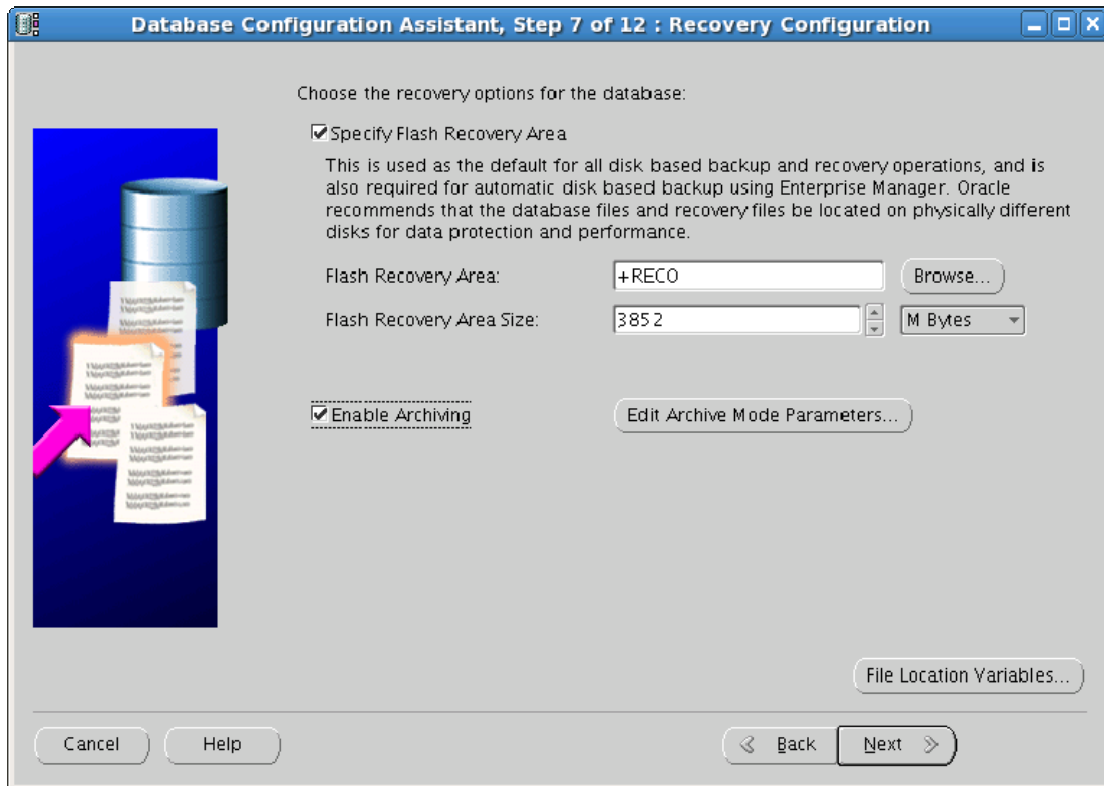 Database Configuration Assistant, Step 7 of 12 : Recovery Configuration
Choose the recovery options for the database:
Specify Flash Recovery Area
This is used as the default for all disk based backup and recovery operations, and is
also required for automatic disk based backup using Enterprise Manager. Oracle
recommends that the database files and recovery files be located on physically different
disks for data protection and performance.
Flash Recovery Area: +RECO Browse...
Flash Recovery Area Size: 3852 M Bytes
Enable Archiving Edit Archive Mode Parameters...
File Location Variables...
Cancel Help Back Next